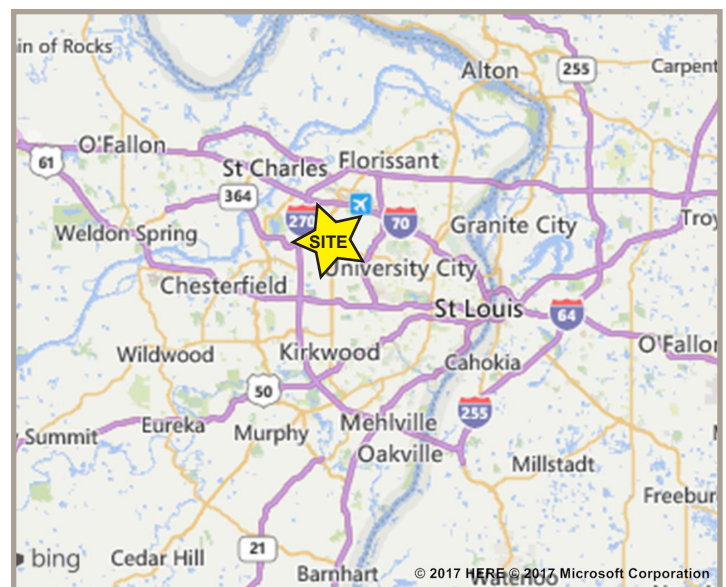 in of Rocks
Alton
255
Carpent
O'Fallon
61
St Charles
Florissant
364
270
70
Granite City
Troy
Weldon Spring
SITE
University City
Chesterfield
St Louis
64
O'Fallon
Wildwood
Kirkwood
Cahokia
50
255
Summit
Eureka
Murphy
Mehlville
Oakville
Millstadt
Freebur
bing
Cedar Hill
21
Barnhart
© 2017 HERE © 2017 Microsoft Corporation